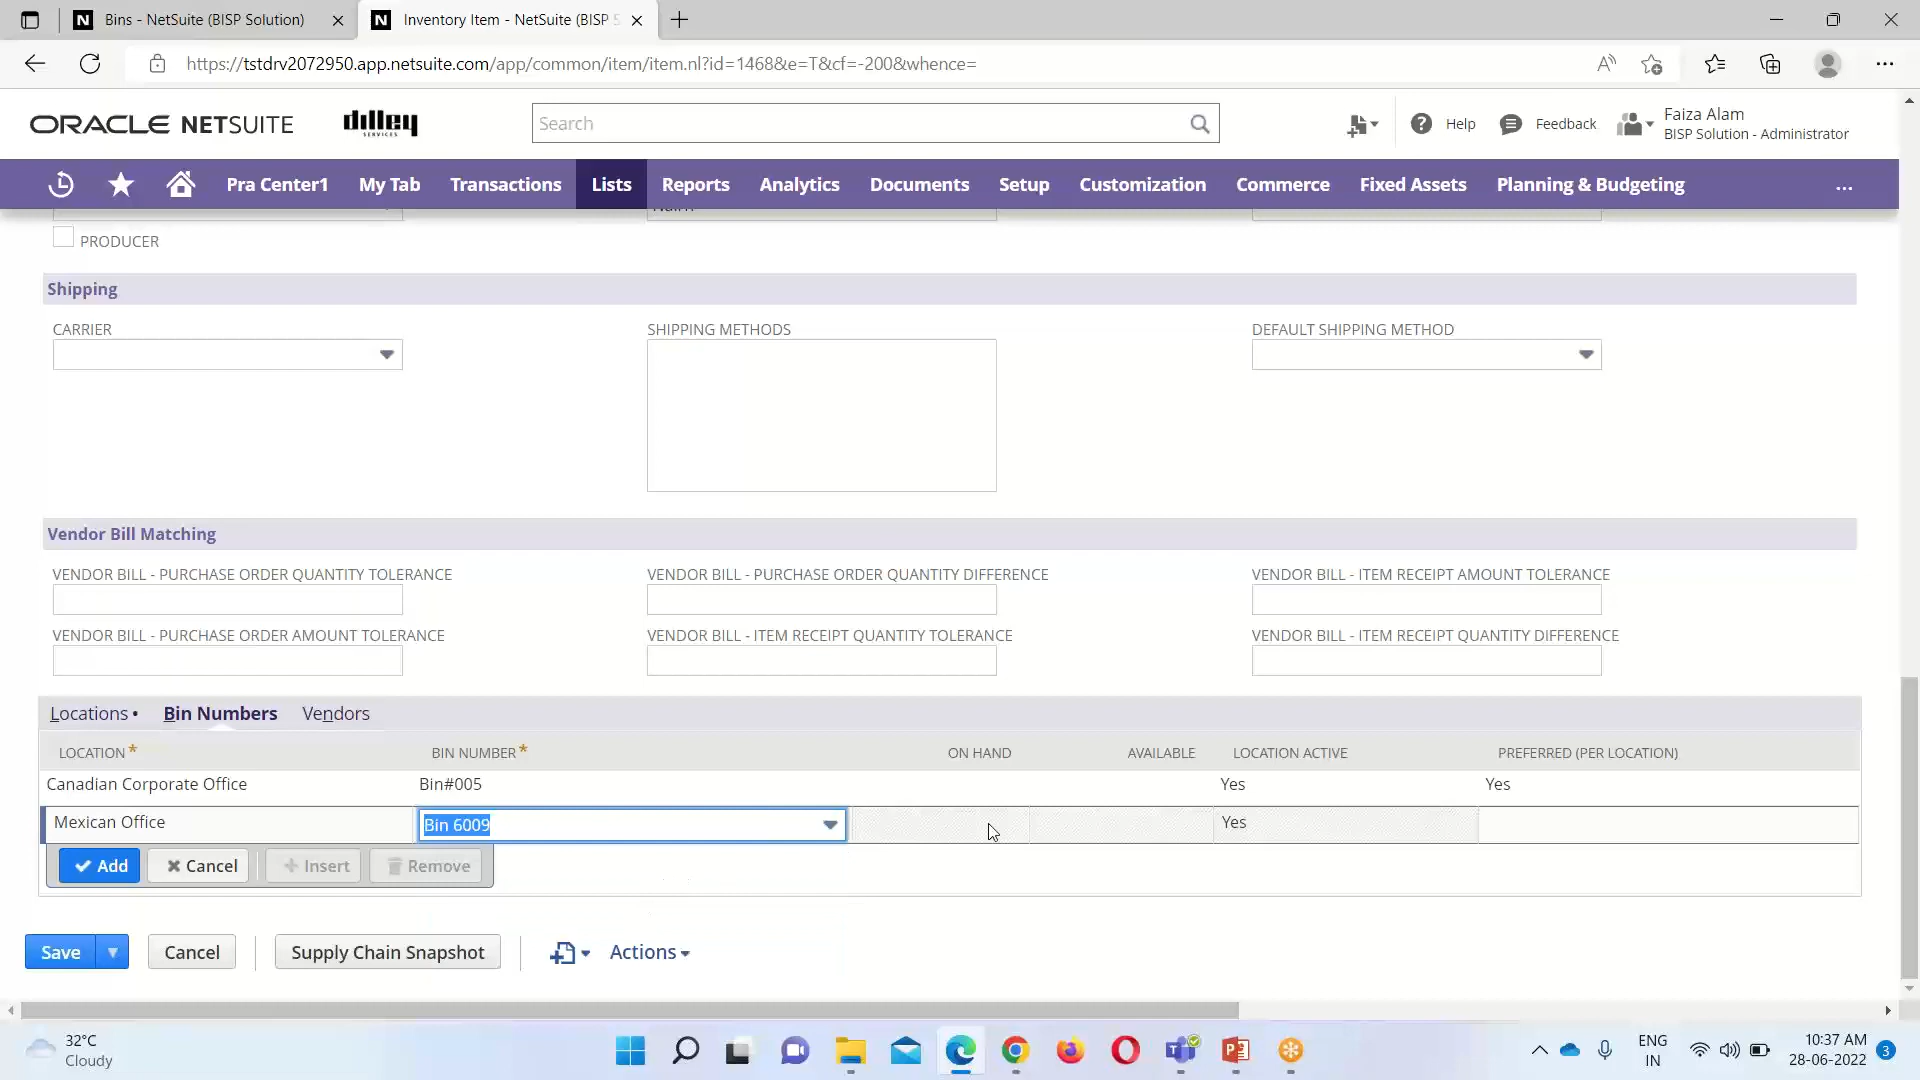 Bins - NetSuite (BISP Solution)
Inventory Item - NetSuite (BISP S
https://tstdrv2072950.app.netsuite.com/app/common/item/item.nl?id=1468&e=T&cf=-200&whence=
ORACLE NETSUITE
dilley
SERVICES
Search
Help
Feedback
Faiza Alam
BISP Solution - Administrator
Pra Center1 My Tab Transactions Lists Reports Analytics Documents Setup Customization Commerce Fixed Assets Planning & Budgeting ...
PRODUCER
Shipping
CARRIER
SHIPPING METHODS
DEFAULT SHIPPING METHOD
Vendor Bill Matching
VENDOR BILL - PURCHASE ORDER QUANTITY TOLERANCE
VENDOR BILL - PURCHASE ORDER QUANTITY DIFFERENCE
VENDOR BILL - ITEM RECEIPT AMOUNT TOLERANCE
VENDOR BILL - PURCHASE ORDER AMOUNT TOLERANCE
VENDOR BILL - ITEM RECEIPT QUANTITY TOLERANCE
VENDOR BILL - ITEM RECEIPT QUANTITY DIFFERENCE
Locations • Bin Numbers Vendors
LOCATION * BIN NUMBER * ON HAND AVAILABLE LOCATION ACTIVE PREFERRED (PER LOCATION)
Canadian Corporate Office Bin#005 Yes Yes
Mexican Office Bin 6009 Yes
Add Cancel Insert Remove
Save Cancel Supply Chain Snapshot Actions
32°C
Cloudy
ENG
IN
10:37 AM
28-06-2022
3